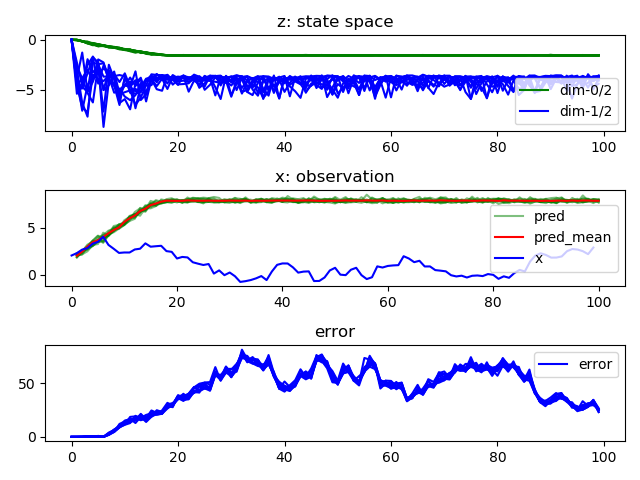 z: state space
0
−5
dim-0/2
dim-1/2
0 20 40 60 80 100
x: observation
5
0
pred
pred_mean
x
0 20 40 60 80 100
error
50
0
error
0 20 40 60 80 100